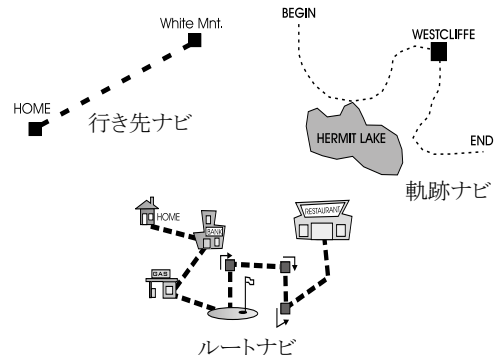 White Mnt.
HOME
行き先ナビ
BEGIN
WESTCLIFFE
HERMIT LAKE
END
軌跡ナビ
HOME
BANK
RESTAURANT
GAS
ルートナビ